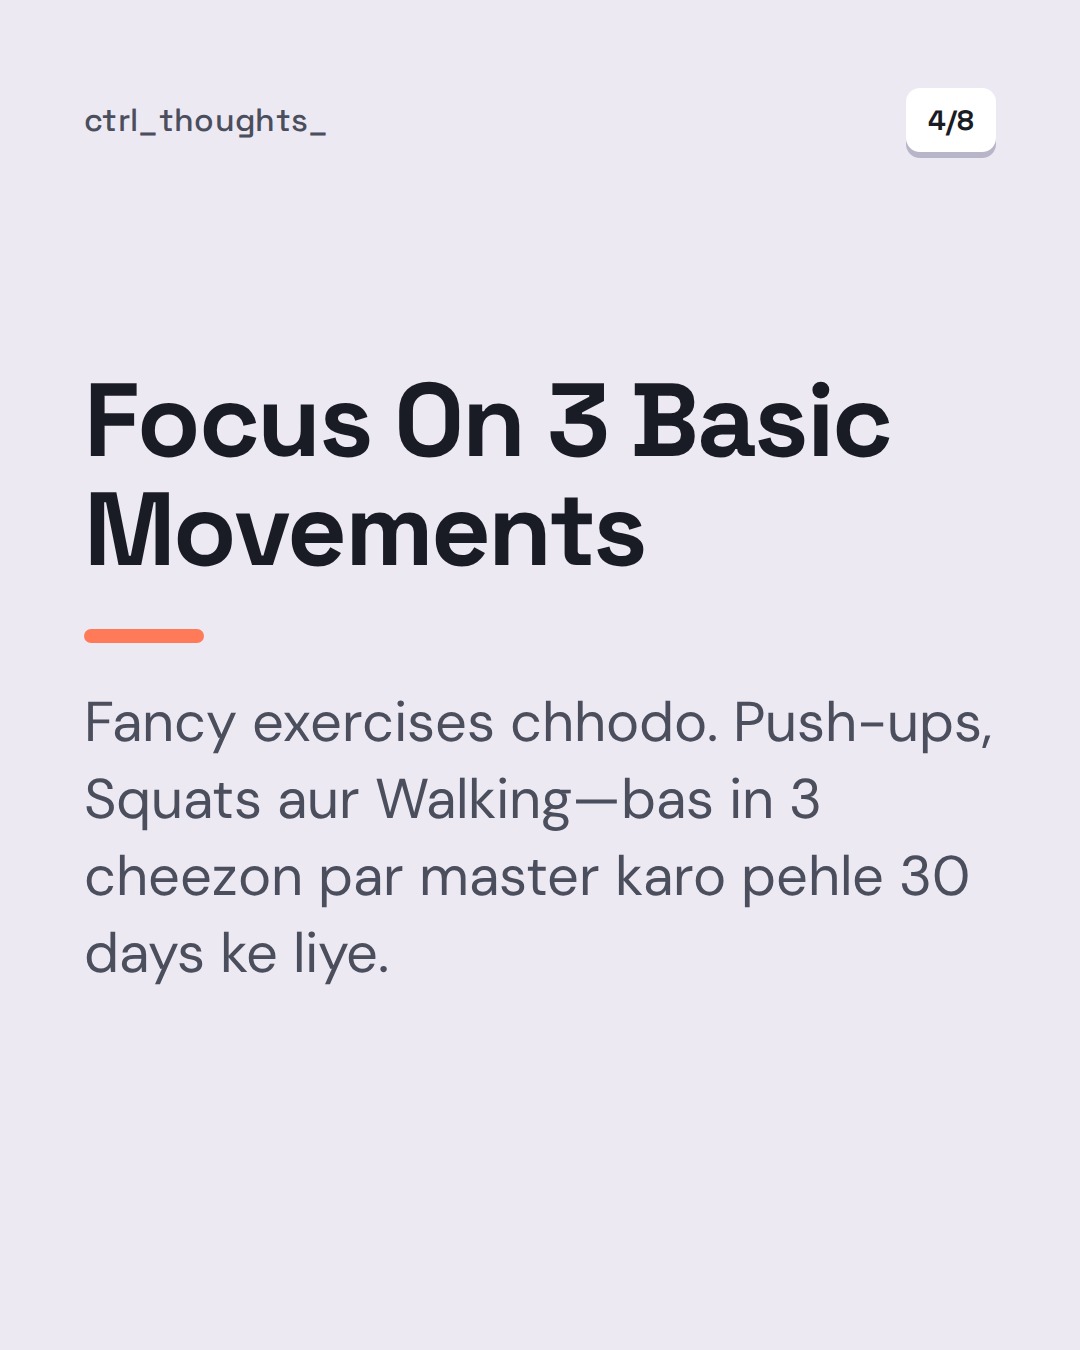 ctrl_thoughts_
4/8
Focus On 3 Basic
Movements
Fancy exercises chhodo. Push-ups,
Squats aur Walking—bas in 3
cheezon par master karo pehle 30
days ke liye.